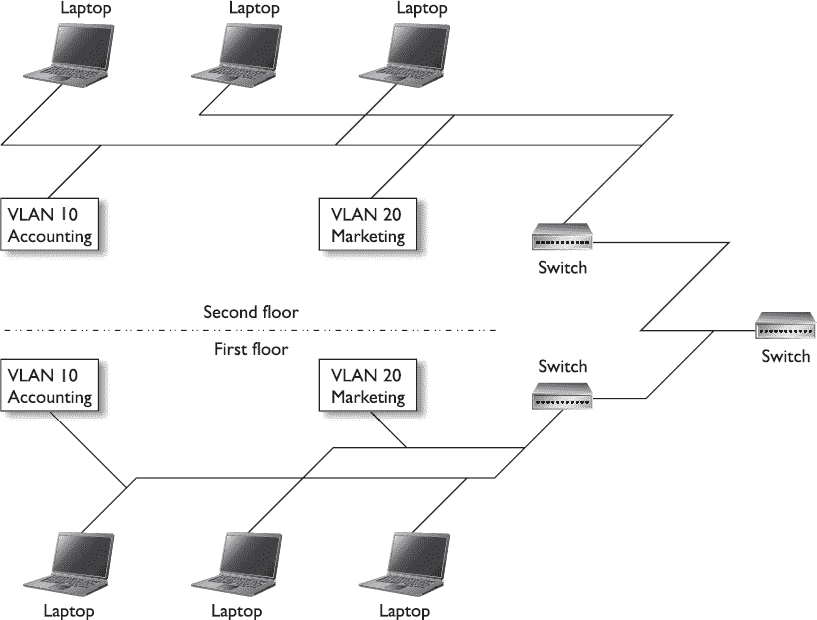 Laptop
Laptop
Laptop
VLAN 10
Accounting
VLAN 20
Marketing
Switch
Second floor
First floor
Switch
Switch
VLAN 10
Accounting
VLAN 20
Marketing
Laptop
Laptop
Laptop